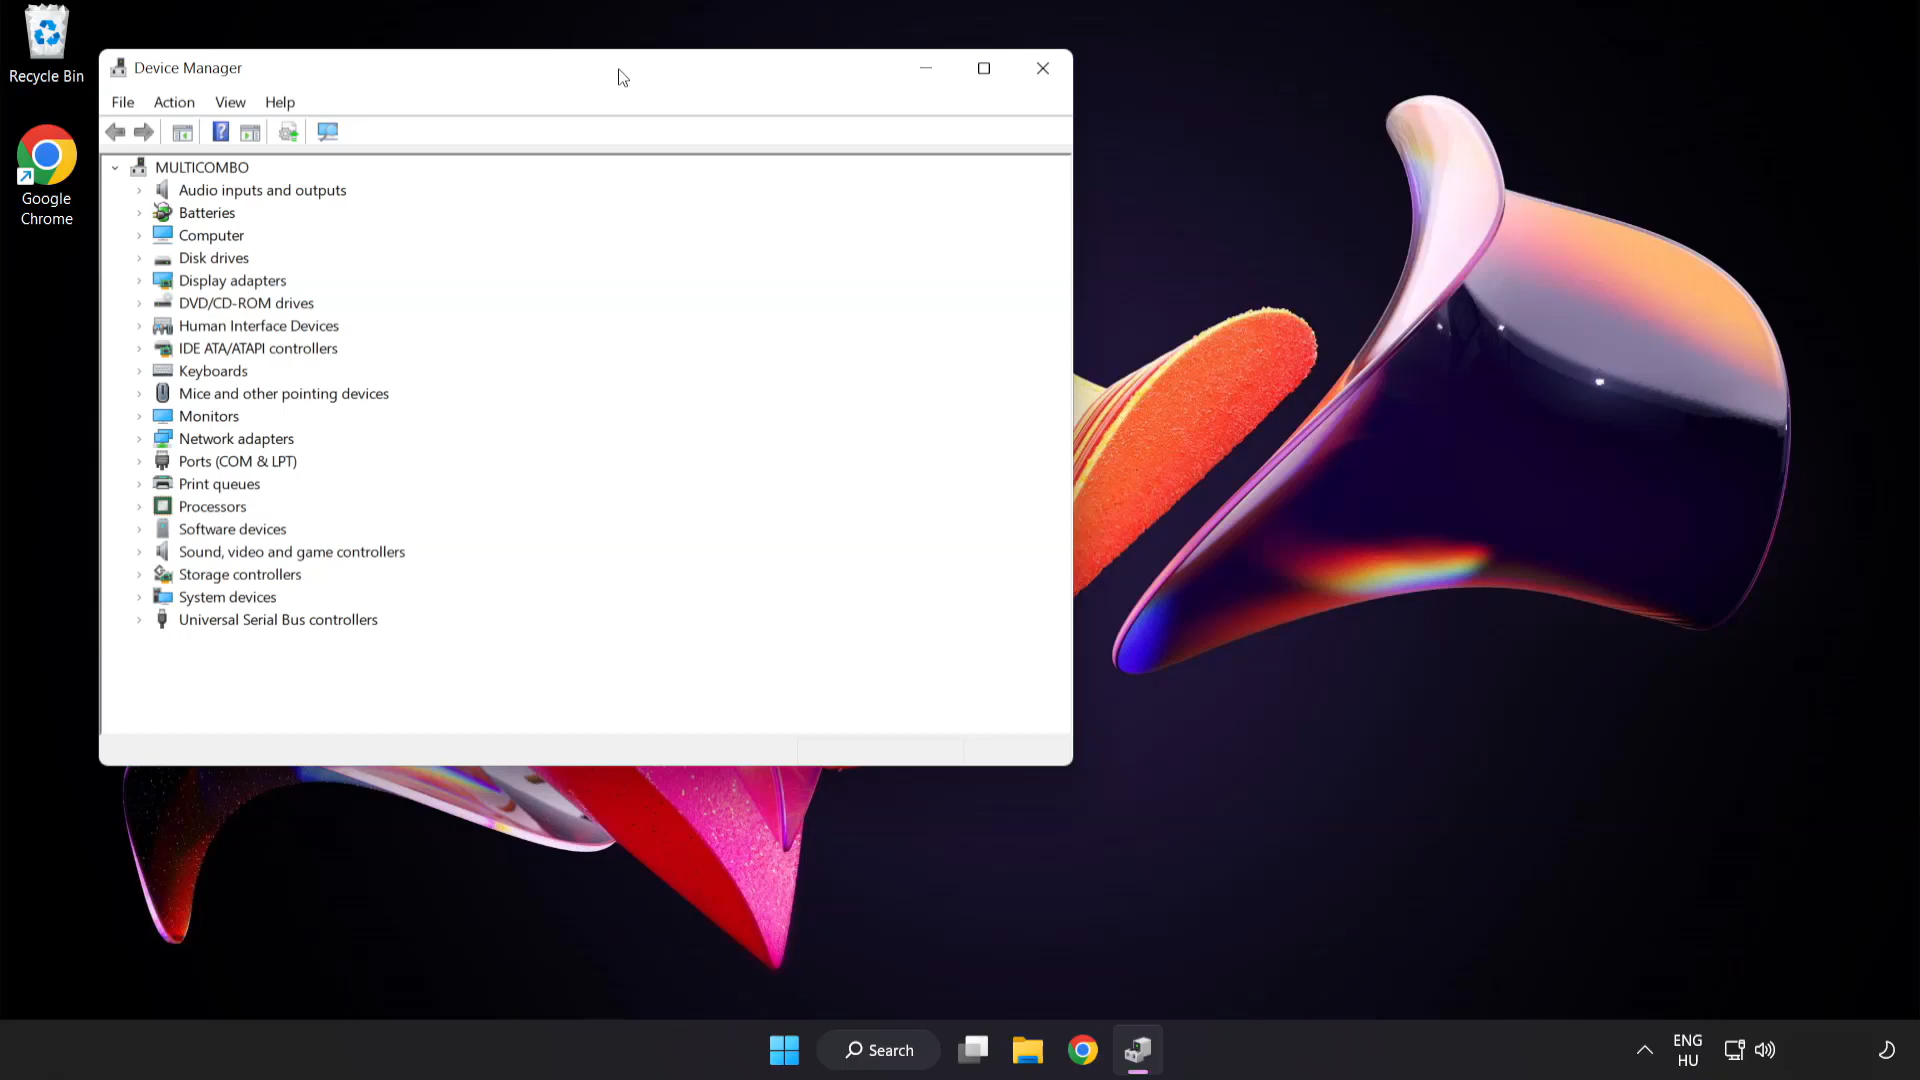 Recycle Bin
Google
Chrome
Device Manager
File Action View Help
MULTICOMBO
Audio inputs and outputs
Batteries
Computer
Disk drives
Display adapters
DVD/CD-ROM drives
Human Interface Devices
IDE ATA/ATAPI controllers
Keyboards
Mice and other pointing devices
Monitors
Network adapters
Ports (COM & LPT)
Print queues
Processors
Software devices
Sound, video and game controllers
Storage controllers
System devices
Universal Serial Bus controllers
Search
ENG
HU